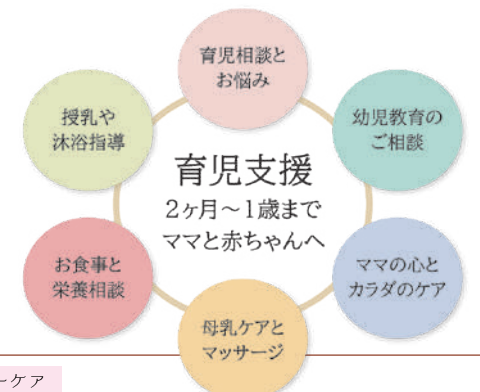 育児相談と
お悩み
幼児教育の
ご相談
ママの心と
カラダのケア
母乳ケアと
マッサージ
お食事と
栄養相談
授乳や
沐浴指導
育児支援
2ヶ月～1歳まで
ママと赤ちゃんへ
ーケア